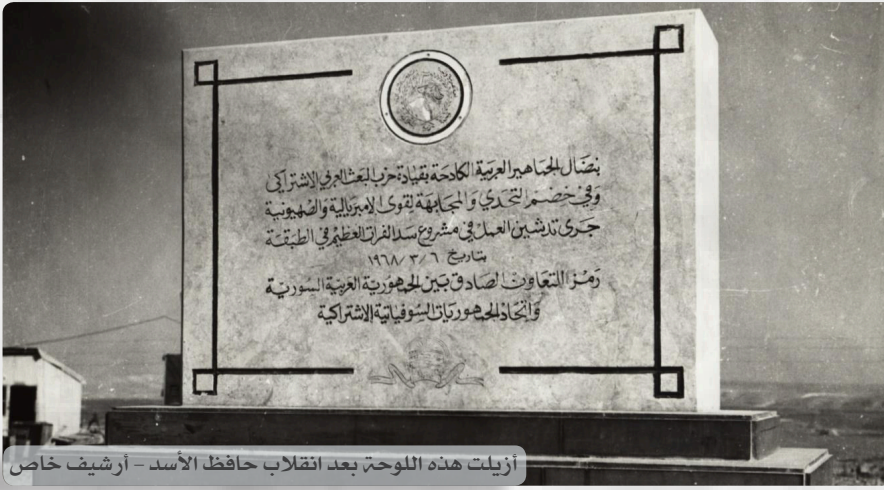 بنضال الجماهير العربية الكادحة بقيادة حزب البعث العربي الاشتراكي
وفي خضم التحدي والمجابهة لقوى الامبريالية والصهيونية
جرى تدشين العمل في مشروع سد الفرات العظيم في الطبقة
بتاريخ ٦ /٣ /١٩٦٨
رمز التعاون الصادق بين الجمهورية العربية السورية
واتحاد الجمهوريات السوفياتية الاشتراكية
أزيلت هذه اللوحة بعد انقلاب حافظ الأسد - أرشيف خاص